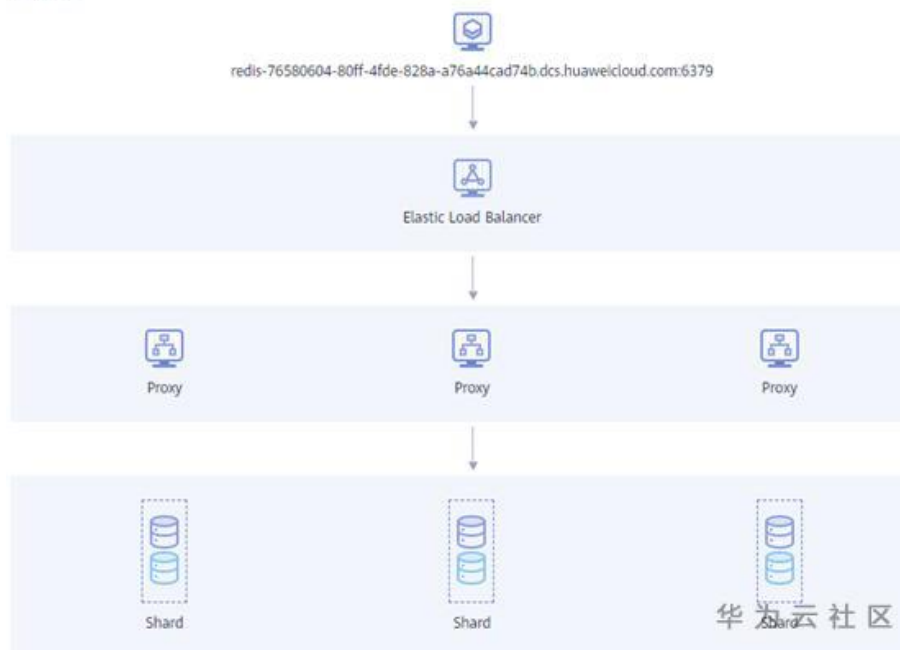 redis-76580604-80ff-4fde-828a-a76a44cad74b.dcs.huaweicloud.com:6379
Elastic Load Balancer
Proxy Proxy Proxy
Shard Shard Shard
华为云社区